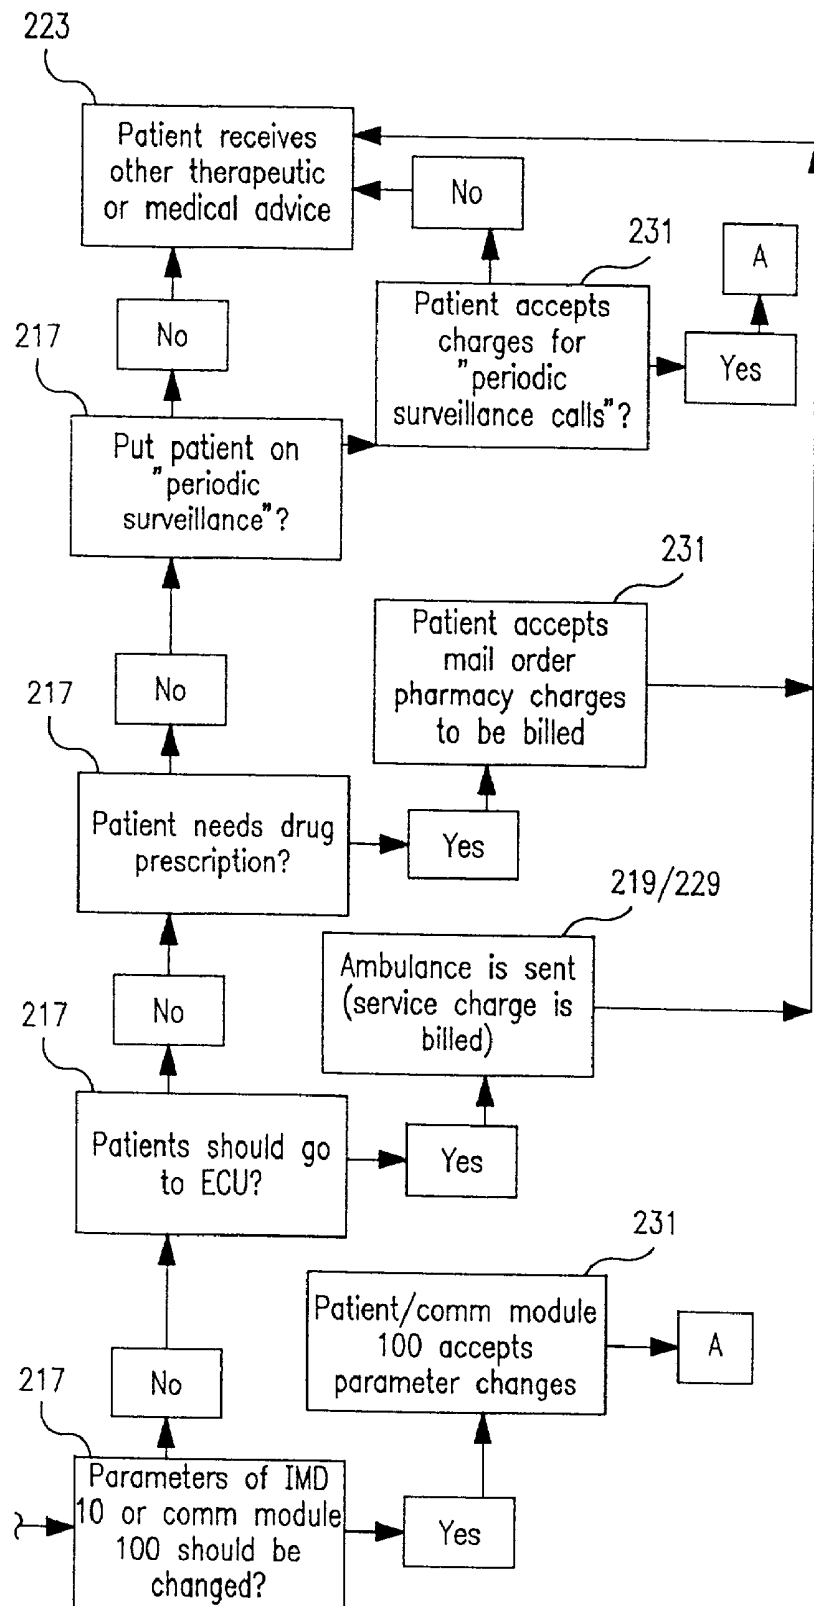 223
Patient receives
other therapeutic
or medical advice
No
231
A
No
Patient accepts
charges for
"periodic
surveillance calls"?
Yes
217
Put patient on
"periodic
surveillance"?
231
Patient accepts
mail order
pharmacy charges
to be billed
No
217
Patient needs drug
prescription?
Yes
219/229
Ambulance is sent
(service charge is
billed)
No
217
Patients should go
to ECU?
Yes
231
Patient/comm module
100 accepts
parameter changes
A
No
217
Parameters of IMD
10 or comm module
100 should be
changed?
Yes